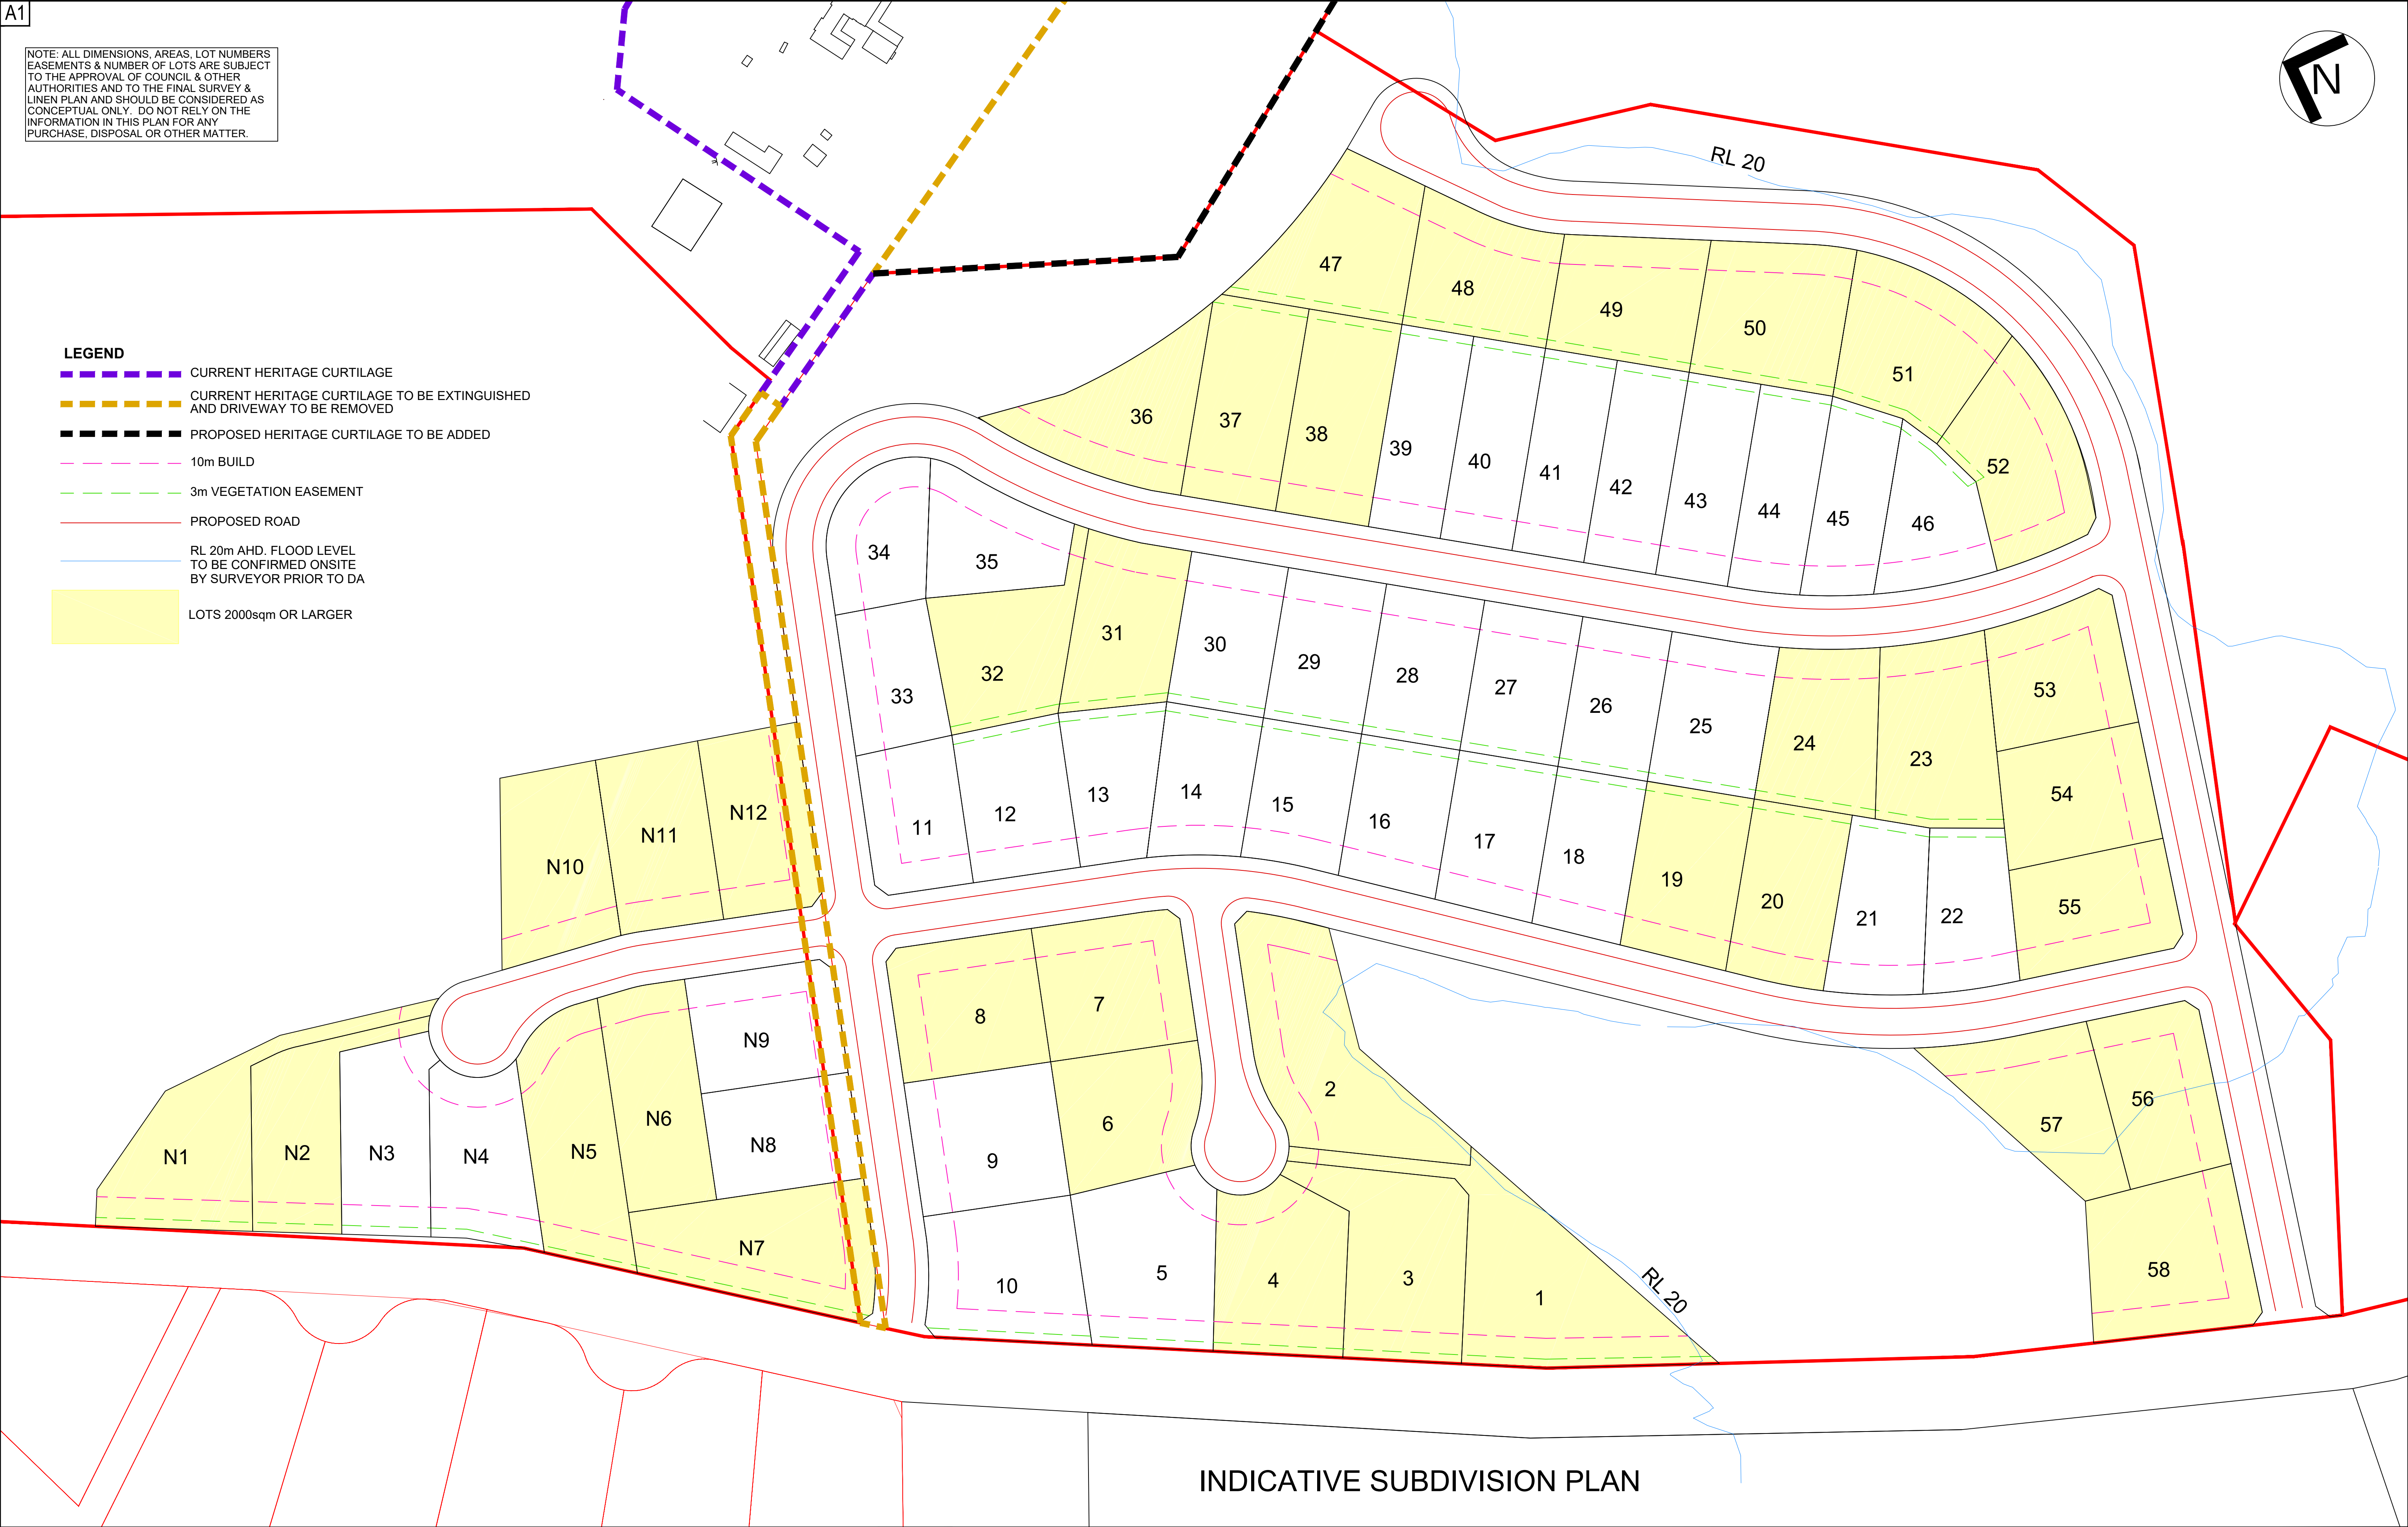 A1
NOTE: ALL DIMENSIONS, AREAS, LOT NUMBERS
EASEMENTS & NUMBER OF LOTS ARE SUBJECT
TO THE APPROVAL OF COUNCIL & OTHER
AUTHORITIES AND TO THE FINAL SURVEY &
LINEN PLAN AND SHOULD BE CONSIDERED AS
CONCEPTUAL ONLY. DO NOT RELY ON THE
INFORMATION IN THIS PLAN FOR ANY
PURCHASE, DISPOSAL OR OTHER MATTER.
N
RL 20
LEGEND
CURRENT HERITAGE CURTILAGE
CURRENT HERITAGE CURTILAGE TO BE EXTINGUISHED
AND DRIVEWAY TO BE REMOVED
PROPOSED HERITAGE CURTILAGE TO BE ADDED
10m BUILD
3m VEGETATION EASEMENT
PROPOSED ROAD
RL 20m AHD. FLOOD LEVEL
TO BE CONFIRMED ONSITE
BY SURVEYOR PRIOR TO DA
LOTS 2000sqm OR LARGER
47
48
49
50
51
52
36
37
38
39
40
41
42
43
44
45
46
34
35
33
32
31
30
29
28
27
26
25
24
23
53
54
55
11
12
13
14
15
16
17
18
19
20
21
22
N10
N11
N12
N1
N2
N3
N4
N5
N6
N9
N8
N7
8
7
9
6
10
5
4
3
2
1
57
56
58
RL 20
INDICATIVE SUBDIVISION PLAN